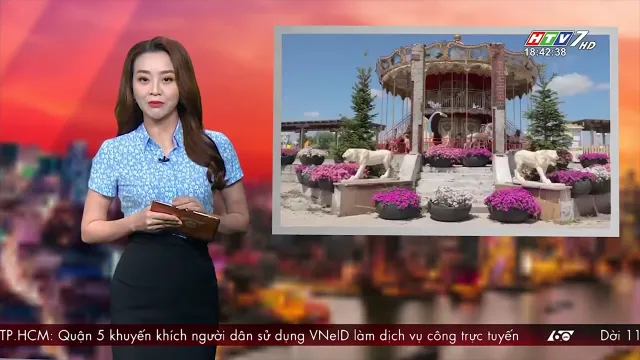 HTV7 HD
18:42:38
TP.HCM: Quận 5 khuyến khích người dân sử dụng VNeID làm dịch vụ công trực tuyến
60
Dời 11